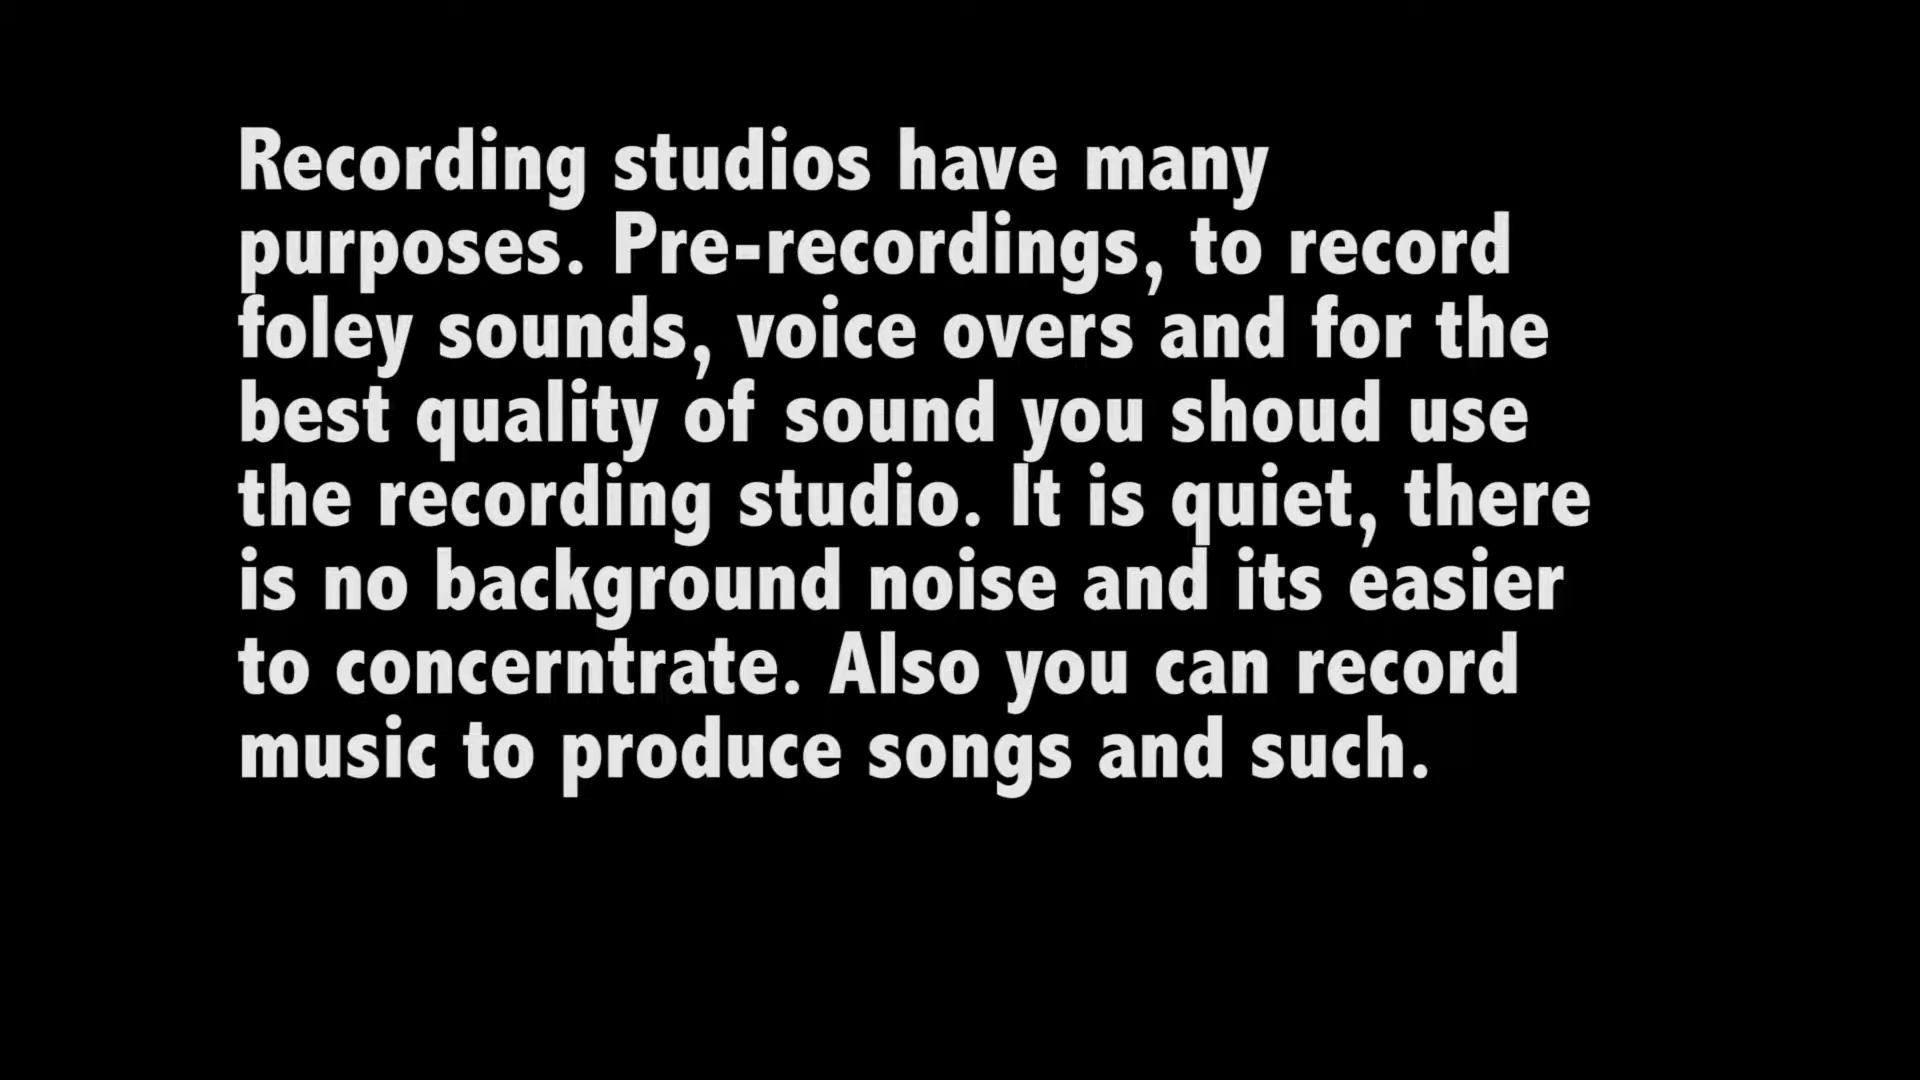 Recording studios have many
purposes. Pre-recordings, to record
foley sounds, voice overs and for the
best quality of sound you shoud use
the recording studio. It is quiet, there
is no background noise and its easier
to concerntrate. Also you can record
music to produce songs and such.